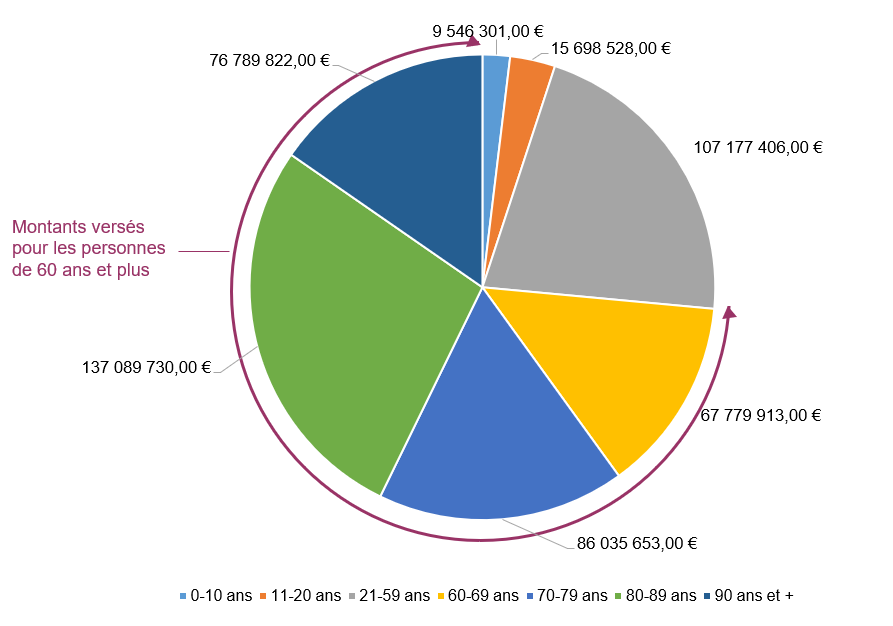 9 546 301,00 €
15 698 528,00 €
76 789 822,00 €
107 177 406,00 €
Montants versés
pour les personnes
de 60 ans et plus
137 089 730,00 €
67 779 913,00 €
86 035 653,00 €
0-10 ans 11-20 ans 21-59 ans 60-69 ans 70-79 ans 80-89 ans 90 ans et +